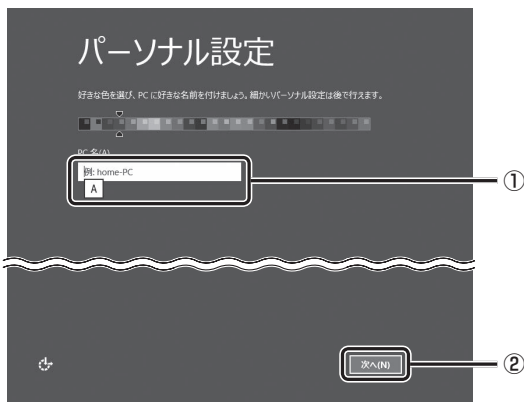 パーソナル設定
好きな色を選び、PC に好きな名前を付けましょう。細かいパーソナル設定は後で行えます。
PC 名(A)
例: home-PC
①
A
次へ(N)
②